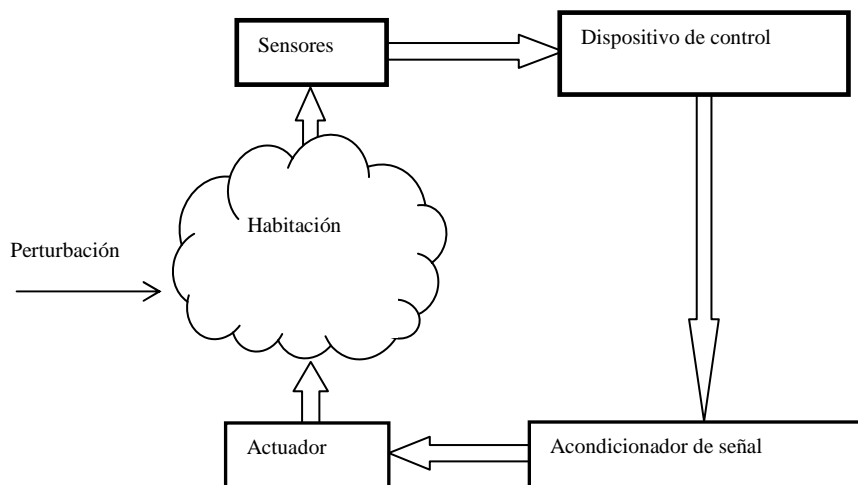 Sensores
Dispositivo de control
Habitación
Perturbación
Actuador
Acondicionador de señal